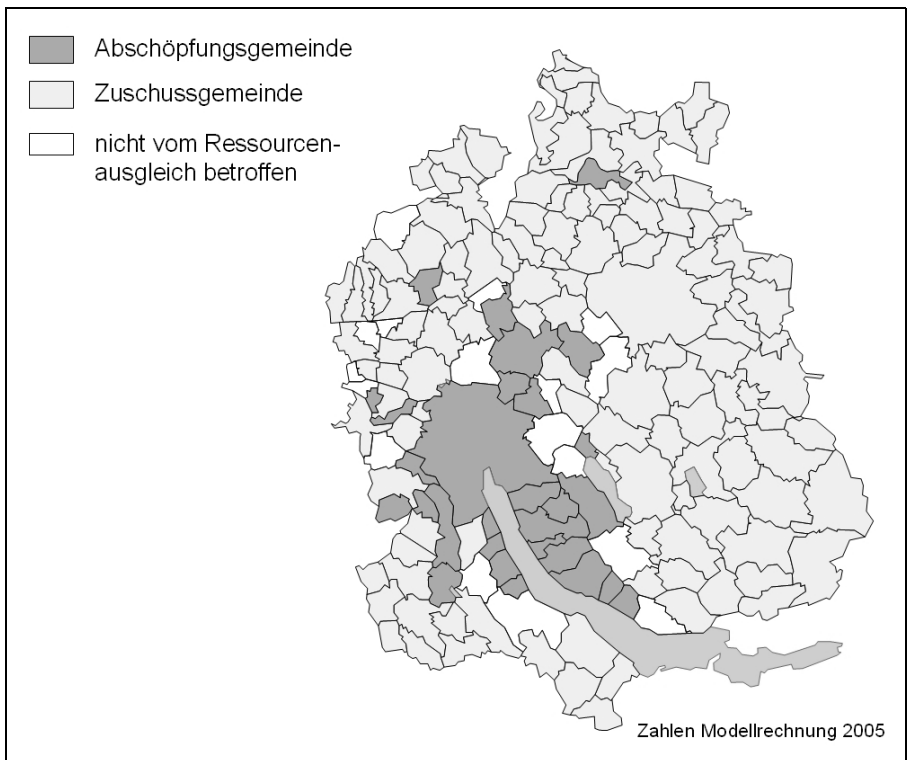 Abschöpfungsgemeinde
Zuschussgemeinde
nicht vom Ressourcen-
ausgleich betroffen
Zahlen Modellrechnung 2005